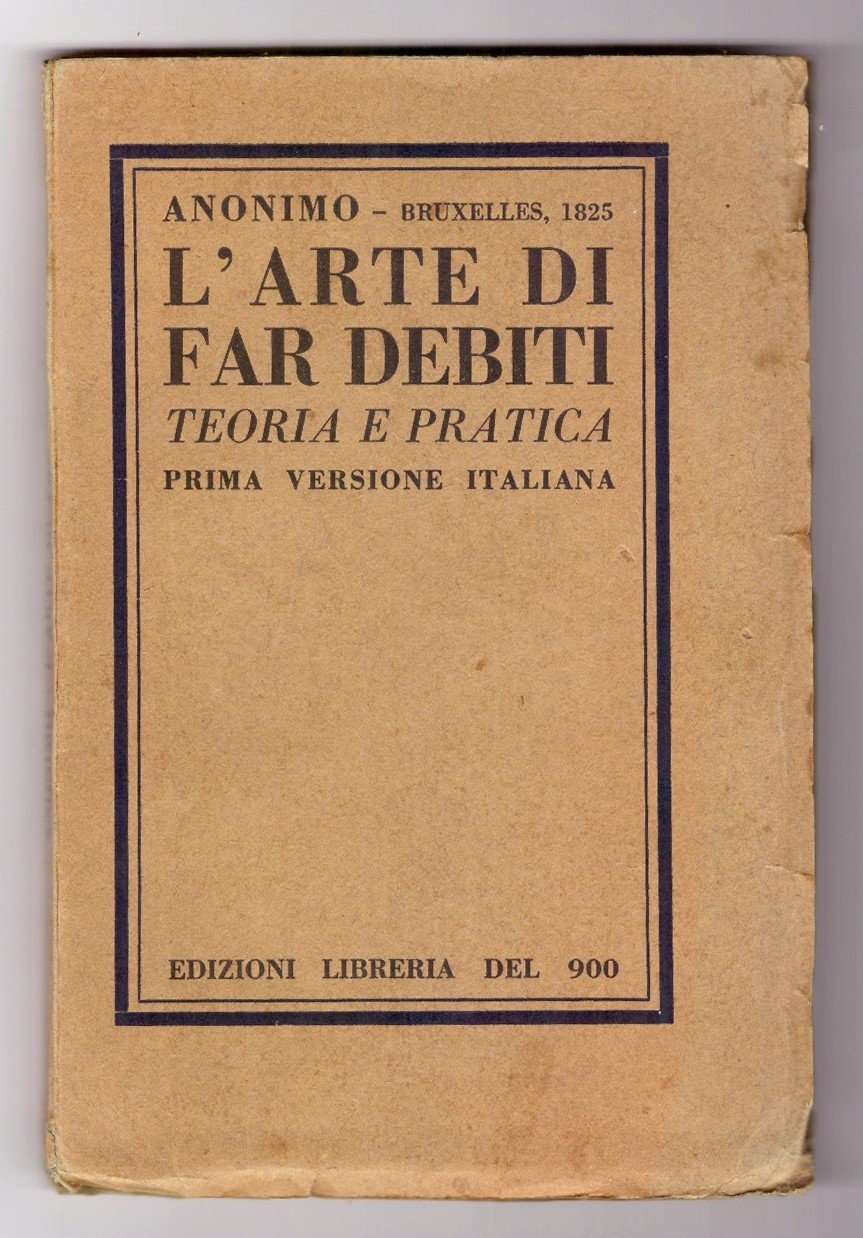 ANONIMO – BRUXELLES, 1825
L'ARTE DI
FAR DEBITI
TEORIA E PRATICA
PRIMA VERSIONE ITALIANA
EDIZIONI LIBRERIA DEL 900